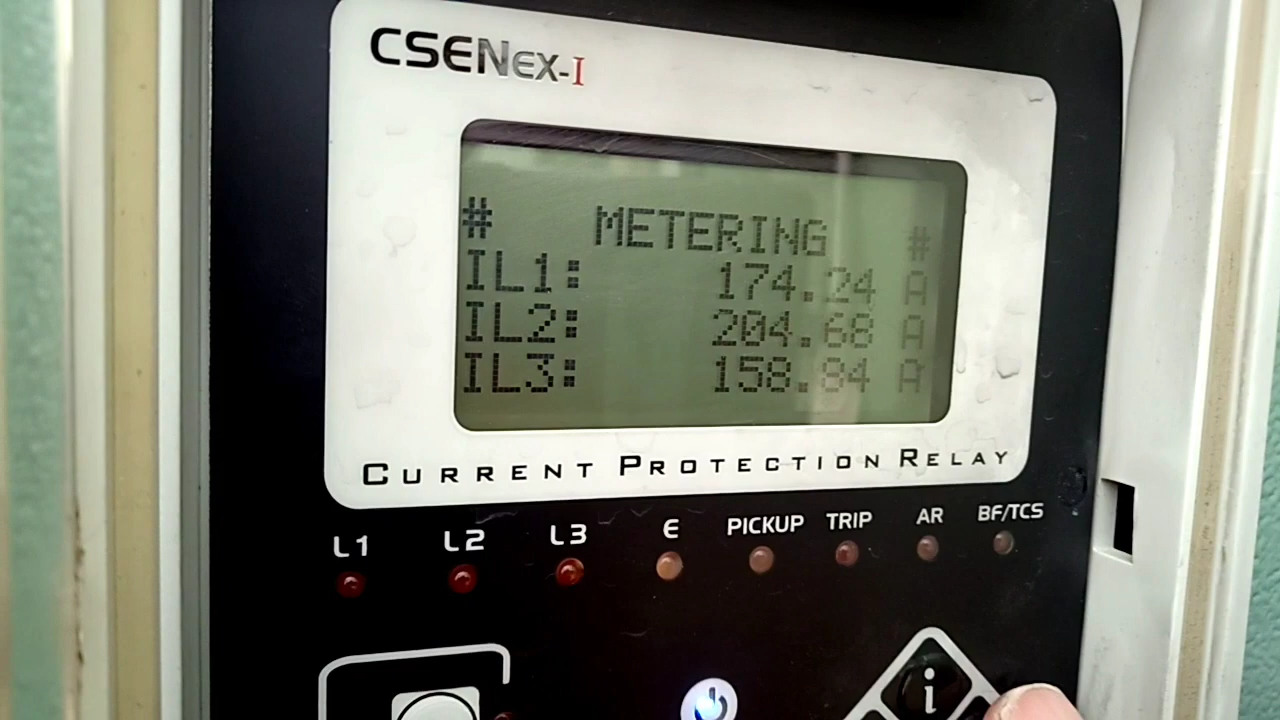 CSENEX-I
# METERING #
IL1: 174.24 A
IL2: 204.68 A
IL3: 158.84 A
CURRENT PROTECTION RELAY
L1 L2 L3 E PICKUP TRIP AR BF/TCS
i